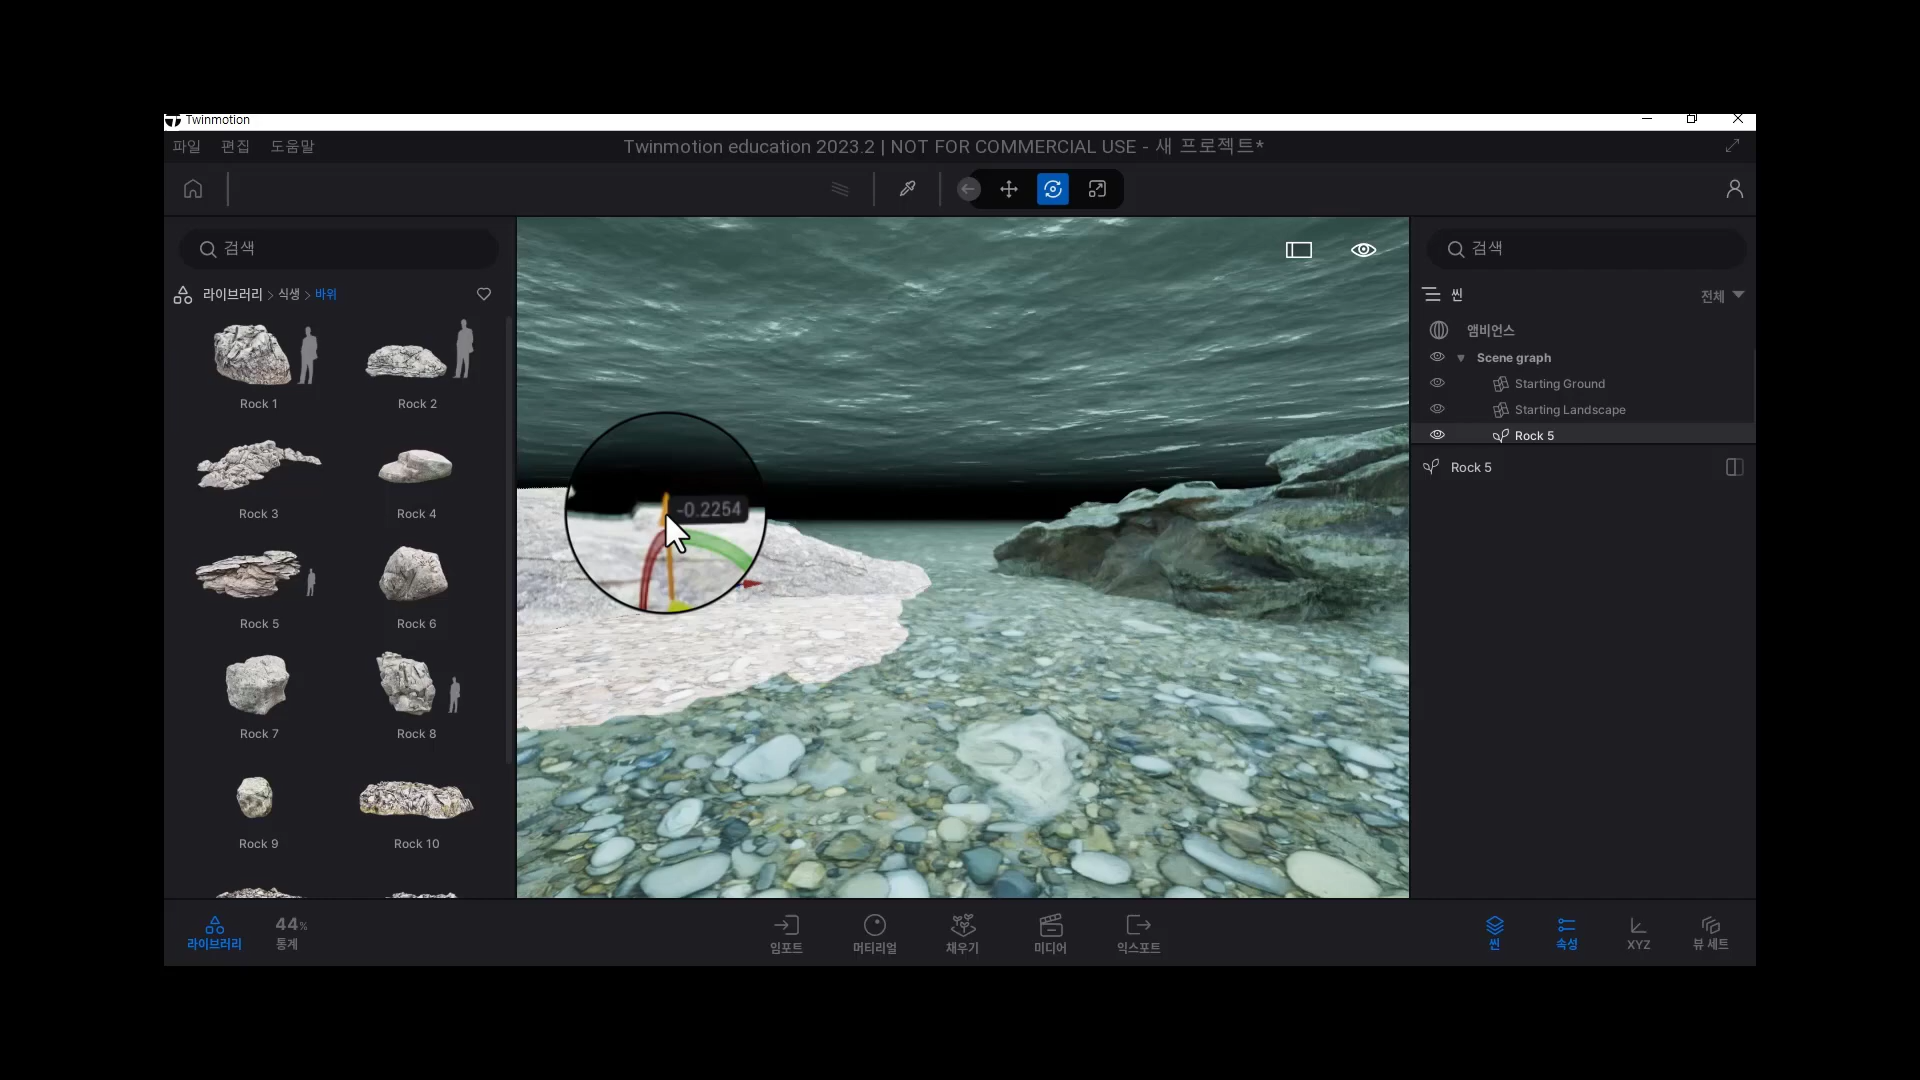 Twinmotion
파일 편집 도움말
Twinmotion education 2023.2 | NOT FOR COMMERCIAL USE - 새 프로젝트*
검색
라이브러리 > 식생 > 바위
Rock 1
Rock 2
Rock 3
Rock 4
Rock 5
Rock 6
Rock 7
Rock 8
Rock 9
Rock 10
-0.2254
검색
씬
전체
앰비언스
Scene graph
Starting Ground
Starting Landscape
Rock 5
Rock 5
라이브러리
44%
통계
임포트
머티리얼
채우기
미디어
익스포트
씬
속성
XYZ
뷰 세트